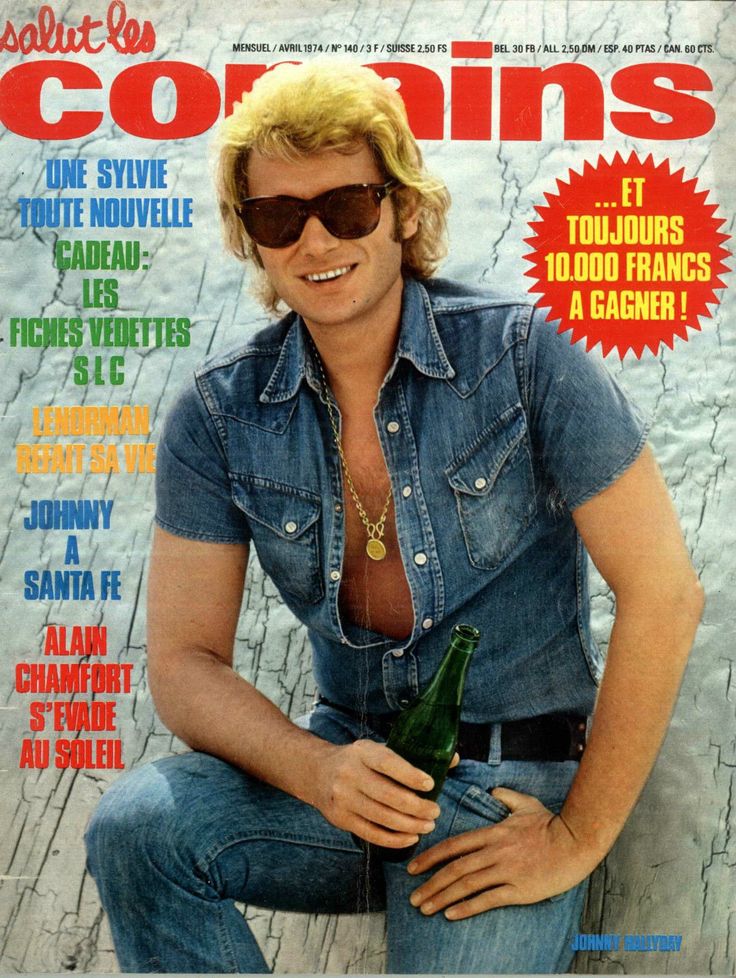 salut les
MENSUEL / AVRIL 1974 / N° 140 / 3 F / SUISSE 2,50 FS BEL 30 FB / ALL. 2,50 DM / ESP. 40 PTAS / CAN. 60 CTS.
copains
UNE SYLVIE
TOUTE NOUVELLE
CADEAU:
LES
FICHES VEDETTES
SLC
LENORMAN
REFAIT SA VIE
JOHNNY
A
SANTA FE
ALAIN
CHAMFORT
S'EVADE
AU SOLEIL
...ET
TOUJOURS
10.000 FRANCS
A GAGNER!
JOHNNY HALLYDAY